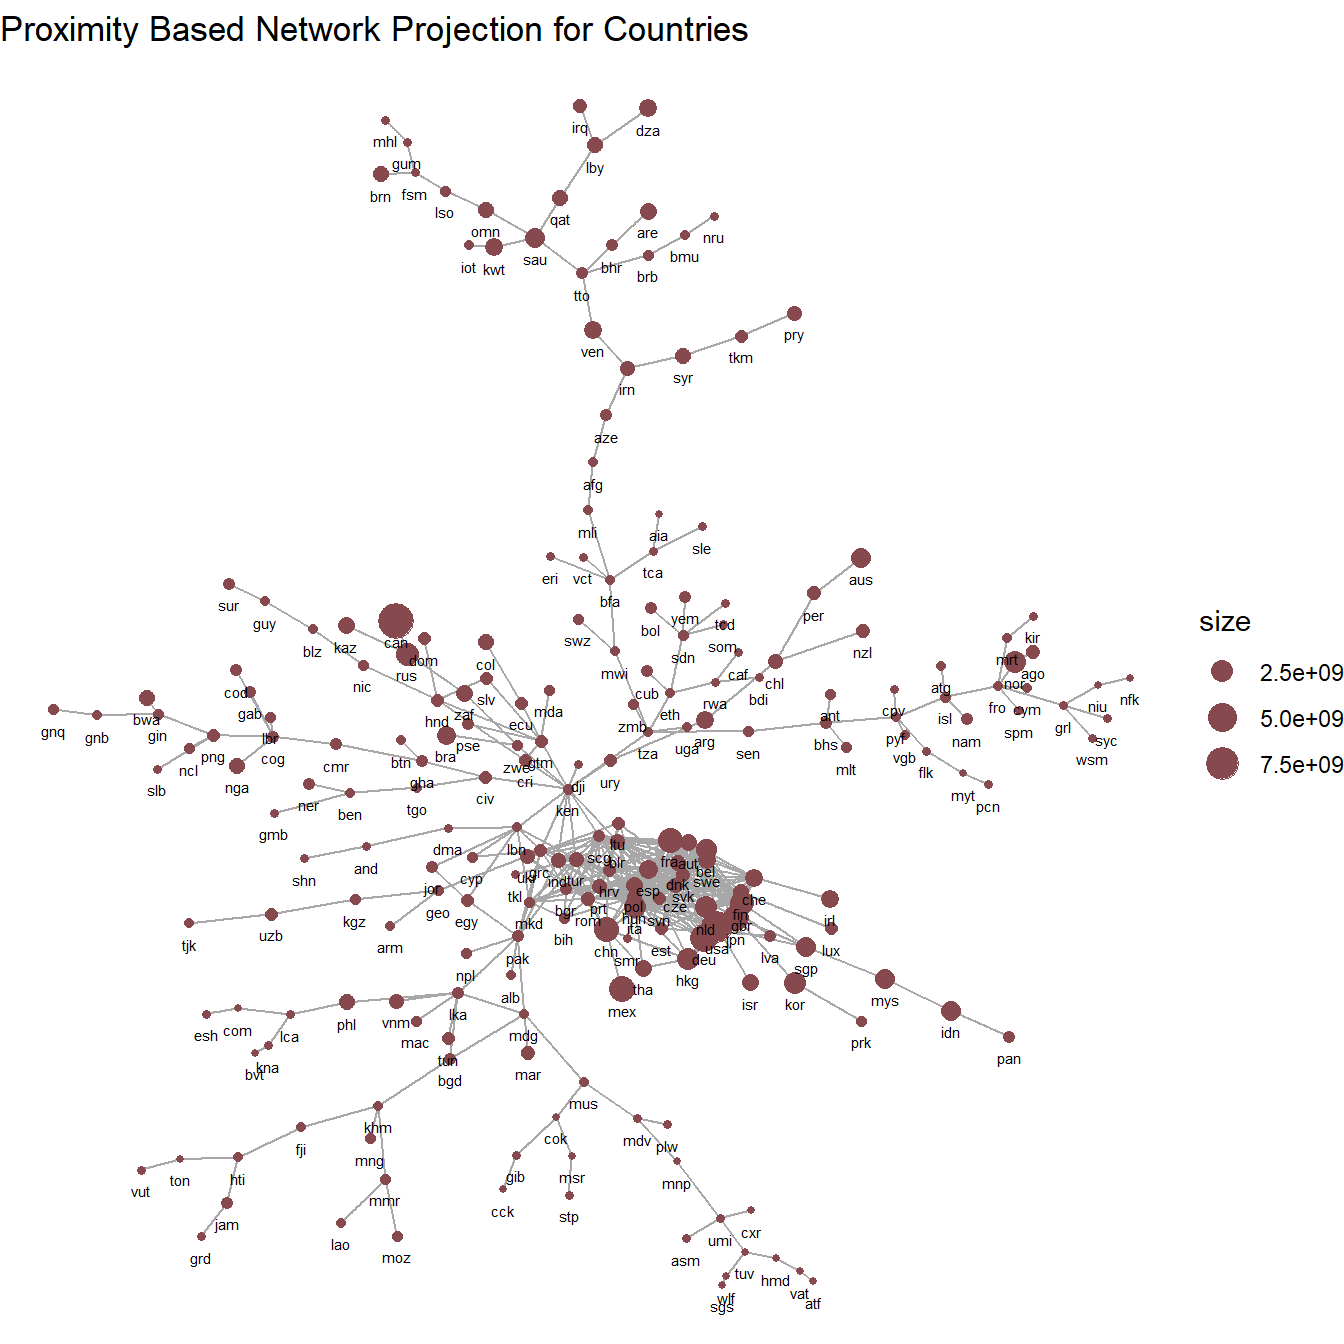 Proximity Based Network Projection for Countries
irq
dza
mhl
gum
lby
brn
fsm
lso
qat
omn
are
nru
iot
kwt
sau
bhr
brb
bmu
tto
ven
pry
tkm
irn
syr
aze
afg
mli
aia
sle
eri
vct
tca
aus
bfa
sur
guy
blz
kaz
can
dom
rus
col
swz
bol
yem
tcd
som
per
nzl
kir
mrt
ago
nic
slv
mwi
sdn
caf
chl
cod
gab
hnd
zaf
ecu
mda
cub
eth
rwa
bdi
atg
nor
fro
cym
niu
nfk
gnq
gnb
bwa
gin
lbr
cog
bra
pse
zwe
gtm
cri
zmb
tza
uga
arg
sen
ant
bhs
mlt
cpv
pyf
vgb
isl
nam
spm
grl
syc
wsm
ncl
png
slb
nga
cmr
btn
gha
civ
dji
ury
ken
flk
myt
pcn
ner
ben
tgo
gmb
dma
lbn
scg
ltu
blr
fra
aut
bel
shn
and
jor
cyp
ukr
grc
ind
tur
hrv
esp
dnk
swe
che
svk
geo
egy
tkl
mkd
bgr
prt
rom
pol
hun
svn
cze
fin
gbr
irl
tjk
uzb
kgz
arm
bih
ita
nld
usa
jpn
lux
pak
npl
alb
chn
smr
est
deu
lva
sgp
tha
hkg
mex
isr
kor
mys
idn
pan
prk
esh
com
lca
phl
vnm
mac
lka
mdg
kna
bvt
tun
bgd
mar
khm
mus
fji
mng
cok
mdv
plw
vut
ton
hti
mmr
gib
msr
mnp
jam
cck
stp
grd
lao
moz
asm
umi
cxr
tuv
hmd
vat
atf
wlf
sgs
size
2.5e+09
5.0e+09
7.5e+09